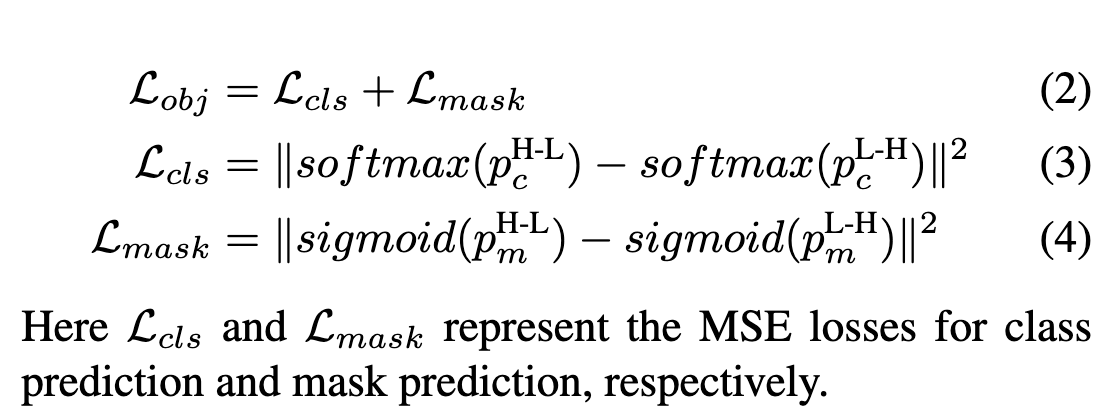 ℒ_obj = ℒ_cls + ℒ_mask (2)
ℒ_cls = ‖softmax(p_c^H-L) − softmax(p_c^L-H)‖² (3)
ℒ_mask = ‖sigmoid(p_m^H-L) − sigmoid(p_m^L-H)‖² (4)
Here ℒ_cls and ℒ_mask represent the MSE losses for class
prediction and mask prediction, respectively.